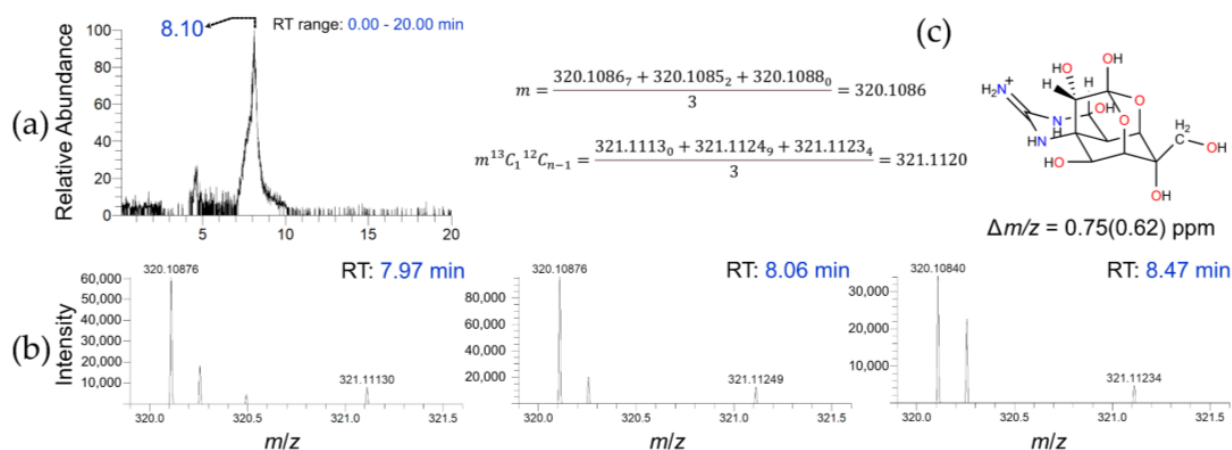 8.10
RT range: 0.00 - 20.00 min
(a)
Relative Abundance
100
80
60
40
20
0
5
10
15
20
m = (320.1086₇ + 320.1085₂ + 320.1088₀) / 3 = 320.1086
m¹³C₁¹²Cₙ₋₁ = (321.1113₀ + 321.1124₉ + 321.1123₄) / 3 = 321.1120
(c)
HO
OH
H
H
O
H₂N⁺
N
H
OH
O
HN
HO
C
H₂
OH
OH
Δm/z = 0.75(0.62) ppm
(b)
Intensity
RT: 7.97 min
320.10876
60,000
50,000
40,000
30,000
20,000
10,000
321.11130
320.0
320.5
321.0
321.5
m/z
RT: 8.06 min
320.10876
80,000
60,000
40,000
20,000
321.11249
320.0
320.5
321.0
321.5
m/z
RT: 8.47 min
320.10840
30,000
20,000
10,000
321.11234
320.0
320.5
321.0
321.5
m/z